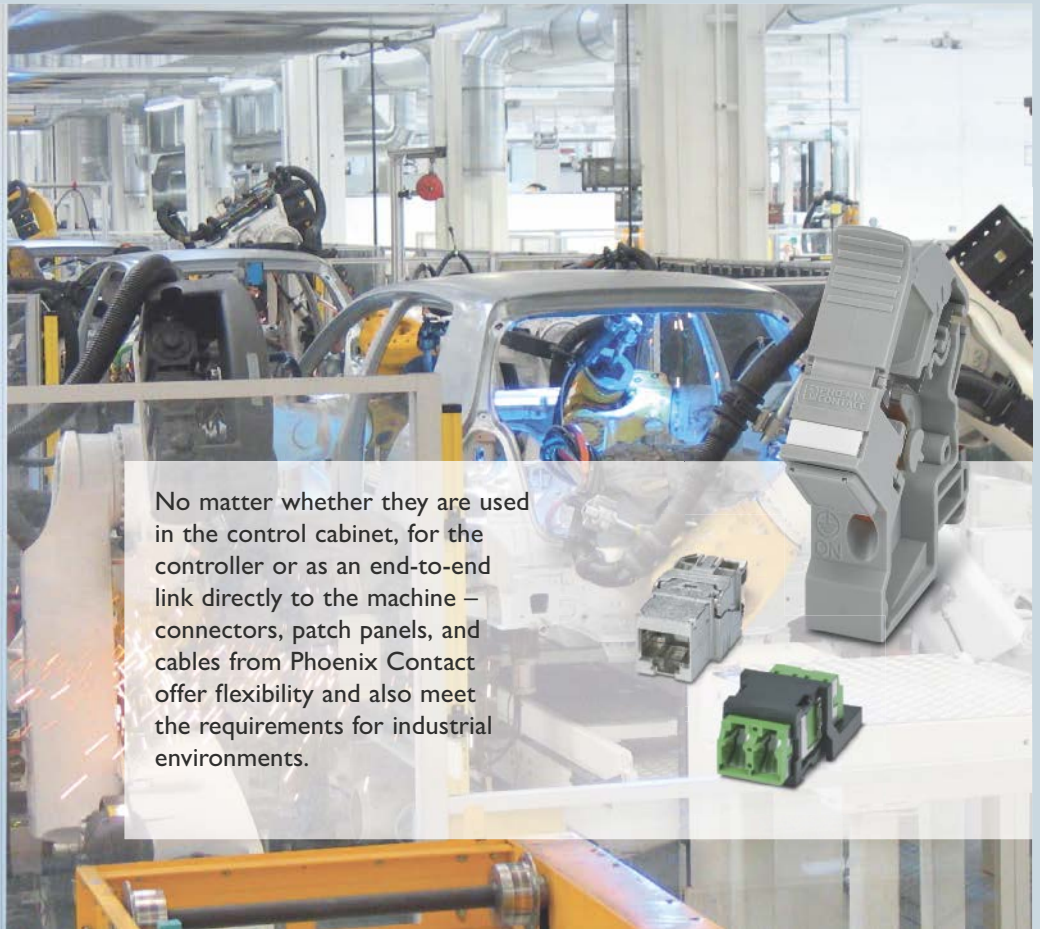 PHOENIX
CONTACT
ON
No matter whether they are used
in the control cabinet, for the
controller or as an end-to-end
link directly to the machine –
connectors, patch panels, and
cables from Phoenix Contact
offer flexibility and also meet
the requirements for industrial
environments.